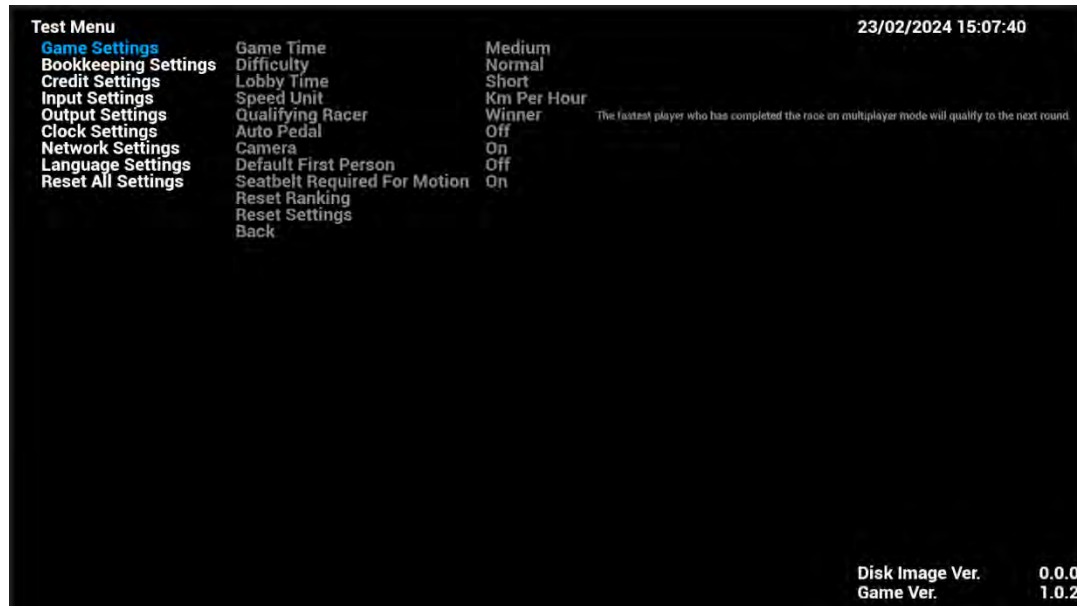 Test Menu 23/02/2024 15:07:40
Game Settings Game Time Medium
Bookkeeping Settings Difficulty Normal
Credit Settings Lobby Time Short
Input Settings Speed Unit Km Per Hour
Output Settings Qualifying Racer Winner The fastest player who has completed the race on multiplayer mode will qualify to the next round
Clock Settings Auto Pedal Off
Network Settings Camera On
Language Settings Default First Person Off
Reset All Settings Seatbelt Required For Motion On
Reset Ranking
Reset Settings
Back
Disk Image Ver. 0.0.0
Game Ver. 1.0.2